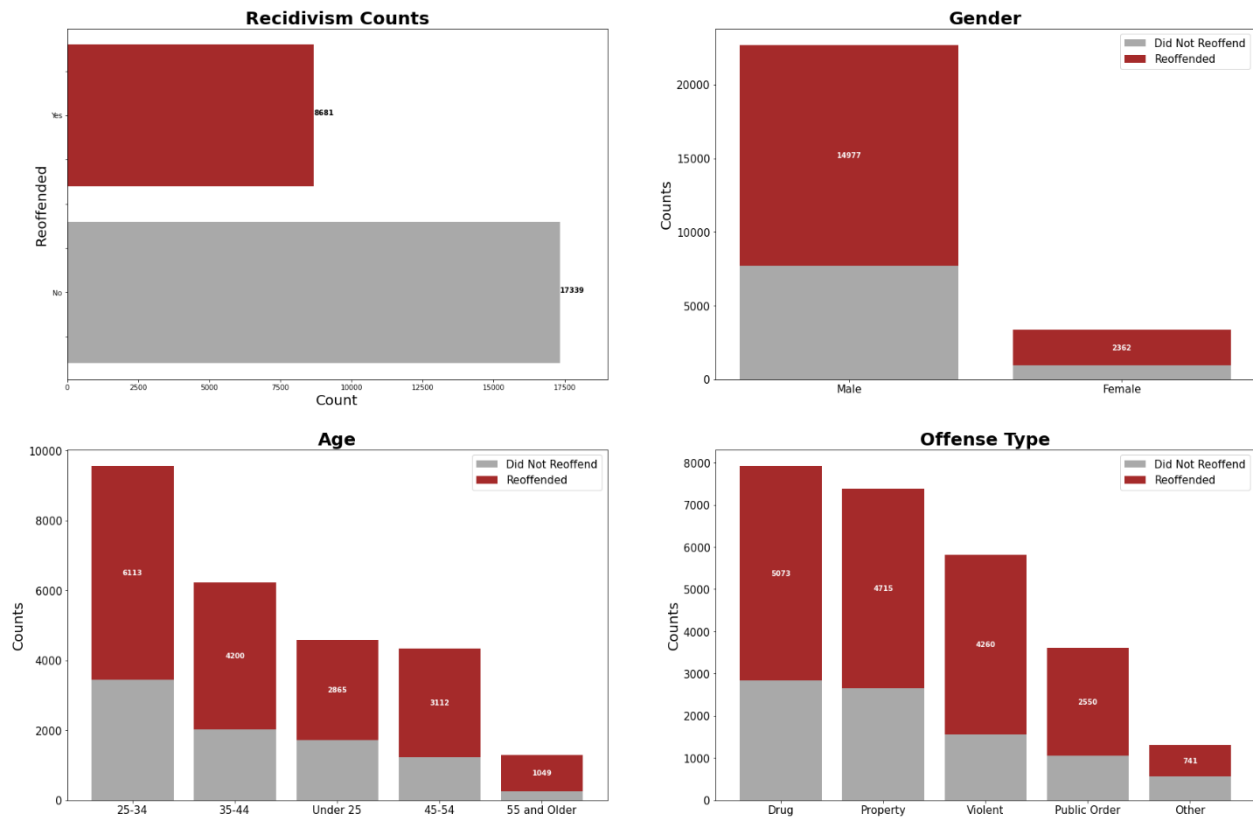 Recidivism Counts
Reoffended
Yes
No
8681
17339
0 2500 5000 7500 10000 12500 15000 17500
Count
Gender
Did Not Reoffend
Reoffended
Counts
20000
15000
10000
5000
0
14977
2362
Male Female
Age
Did Not Reoffend
Reoffended
Counts
10000
8000
6000
4000
2000
0
6113
4200
2865
3112
1049
25-34 35-44 Under 25 45-54 55 and Older
Offense Type
Did Not Reoffend
Reoffended
Counts
8000
7000
6000
5000
4000
3000
2000
1000
0
5073
4715
4260
2550
741
Drug Property Violent Public Order Other